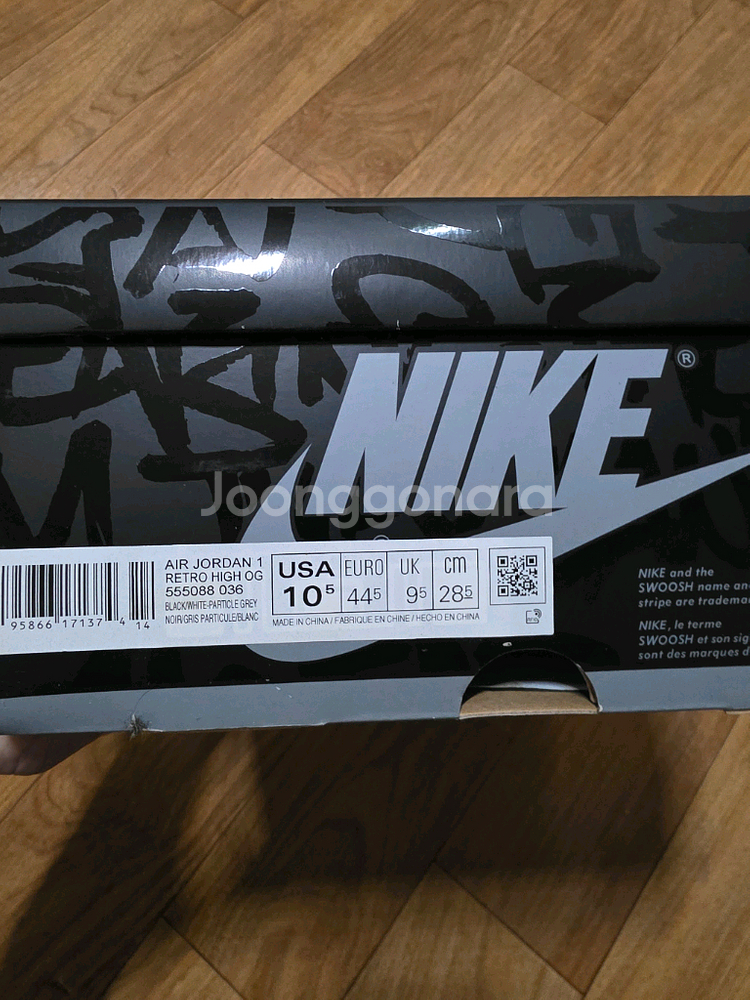 NIKE ®
Joonggonara
AIR JORDAN 1
RETRO HIGH OG
555088 036
BLACK/WHITE-PARTICLE GREY
NOIR/GRIS PARTICULE/BLANC
USA EURO UK cm
10⁵ 44⁵ 9⁵ 28⁵
MADE IN CHINA / FABRIQUE EN CHINE / HECHO EN CHINA
95866 17137 4 14
NIKE and the
SWOOSH name an
stripe are tradema
NIKE, le terme
SWOOSH et son sig
sont des marques d